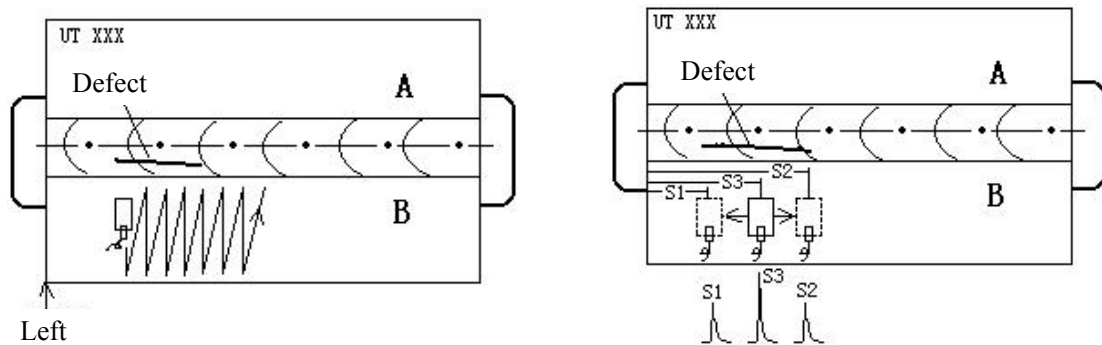 UT XXX
Defect
A
B
Left
UT XXX
Defect
A
S2
S3
S1
B
S3
S1
S2